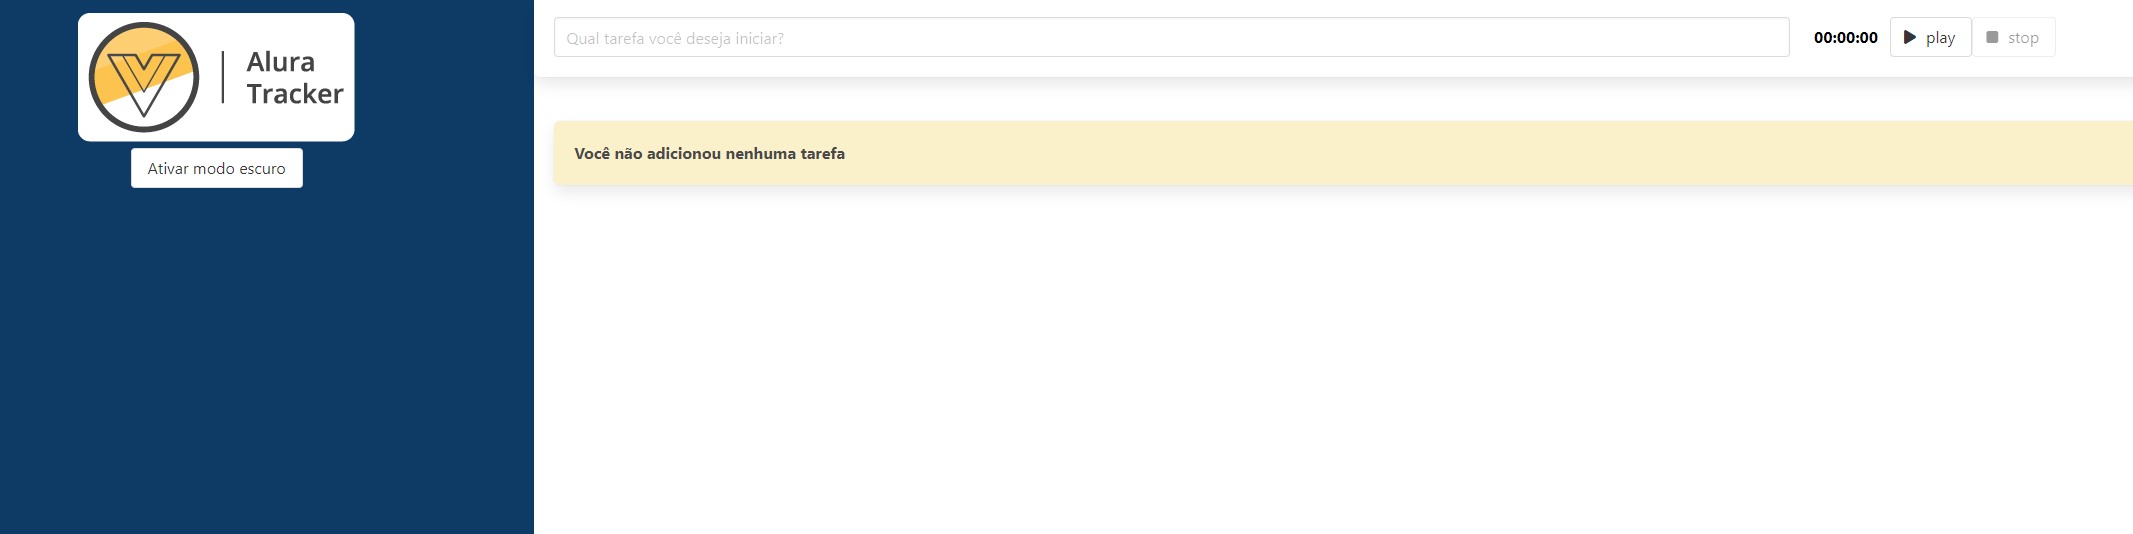 Alura
Tracker
Ativar modo escuro
Qual tarefa você deseja iniciar?
00:00:00
play
stop
Você não adicionou nenhuma tarefa